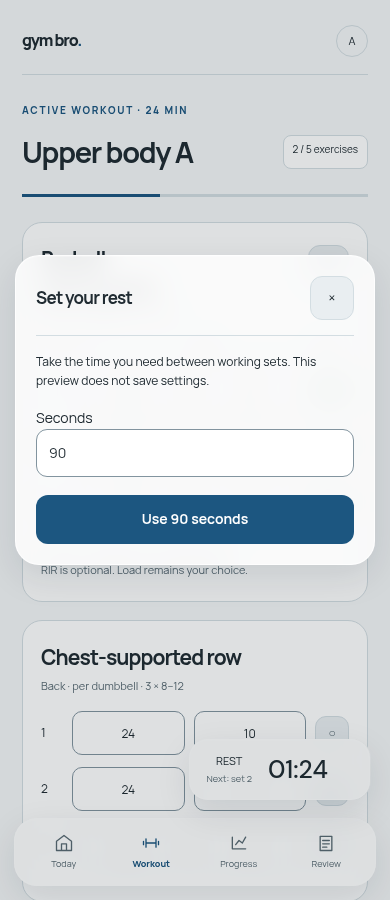 gym bro.
A
ACTIVE WORKOUT · 24 MIN
Upper body A
2 / 5 exercises
Set your rest
×
Take the time you need between working sets. This
preview does not save settings.
Seconds
90
Use 90 seconds
RIR is optional. Load remains your choice.
Chest-supported row
Back · per dumbbell · 3 × 8–12
1
24
10
○
2
24
REST
Next: set 2
01:24
Today
Workout
Progress
Review